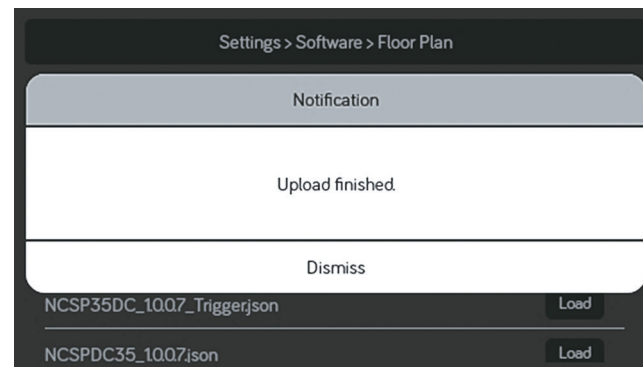 Settings > Software > Floor Plan
Notification
Upload finished.
Dismiss
NCSP35DC_1.0.0.7_Trigger.json
Load
NCSPDC35_1.0.0.7.json
Load